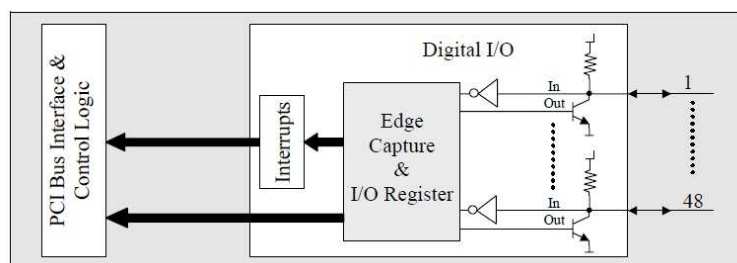 PCI Bus Interface &
Control Logic
Digital I/O
Interrupts
Edge
Capture
&
I/O Register
In
Out
1
In
Out
48